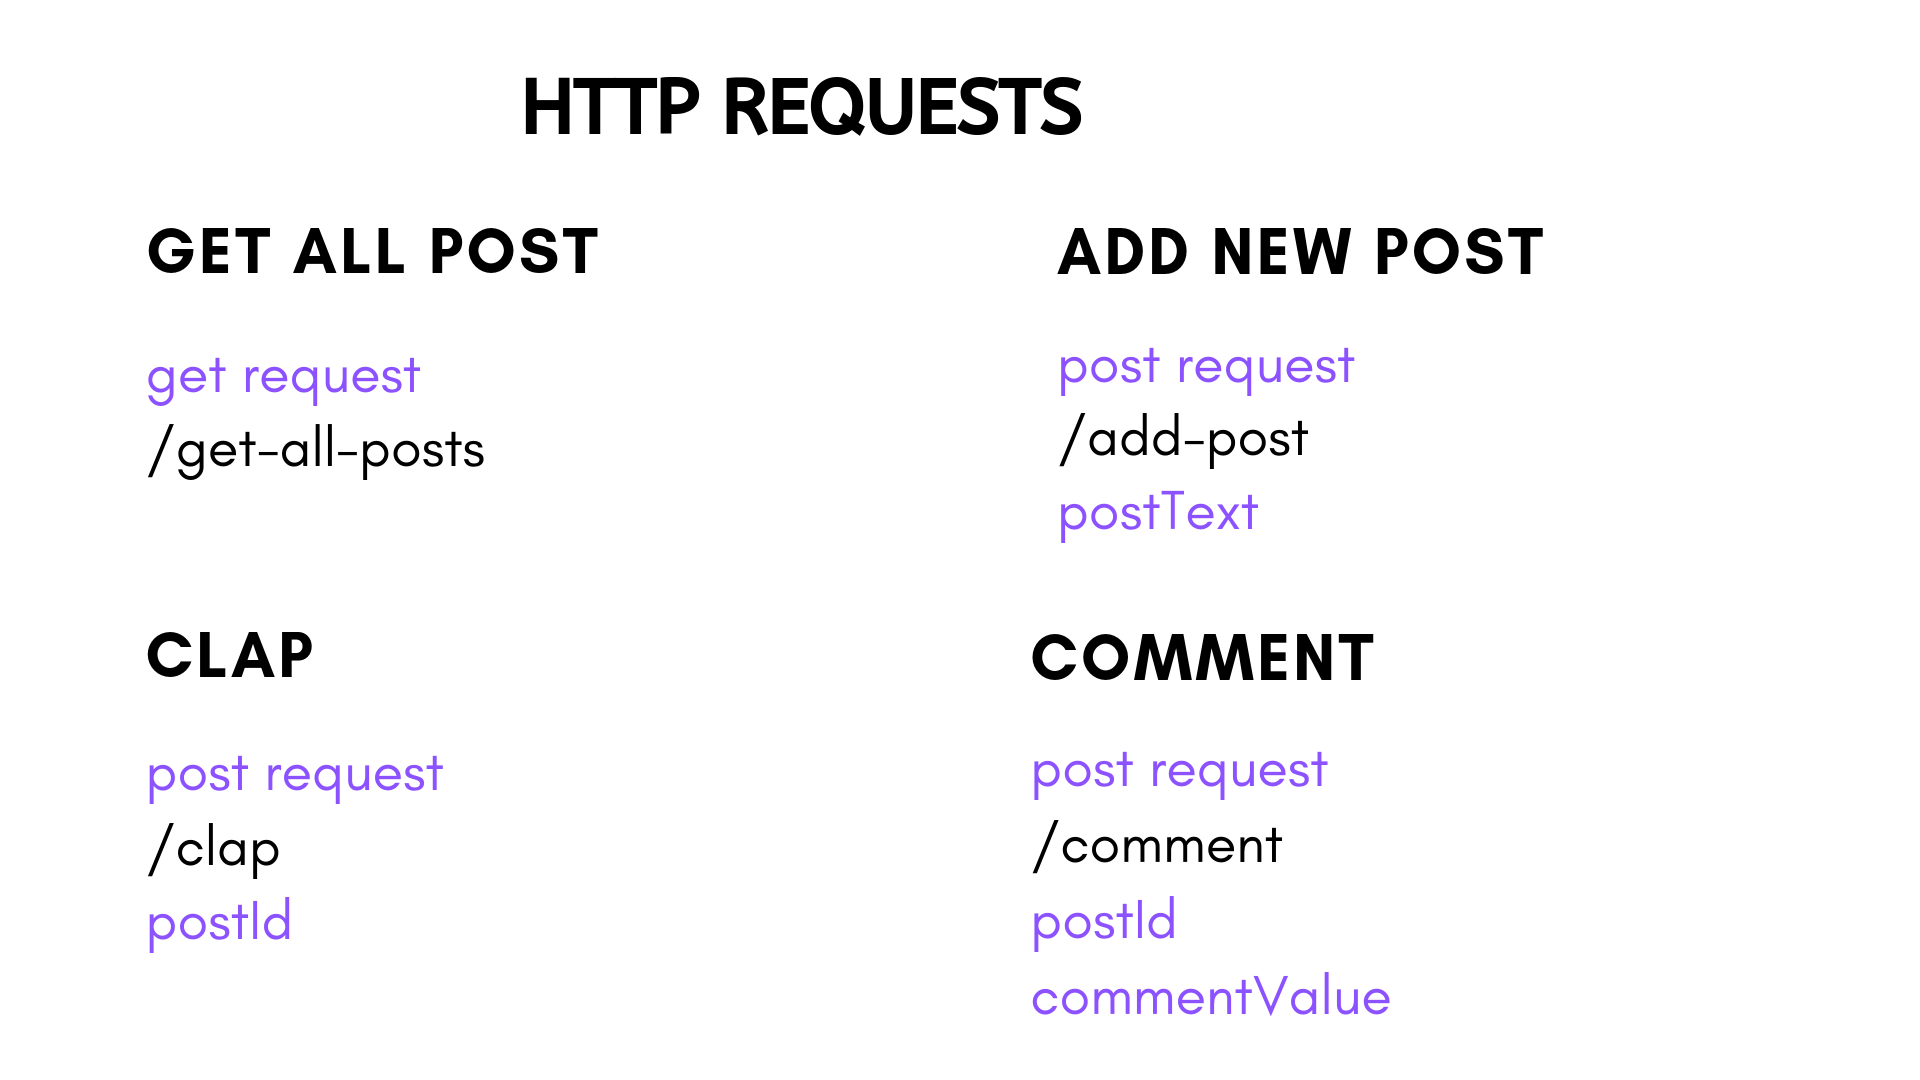 HTTP REQUESTS
GET ALL POST
get request
/get-all-posts
ADD NEW POST
post request
/add-post
postText
CLAP
post request
/clap
postId
COMMENT
post request
/comment
postId
commentValue